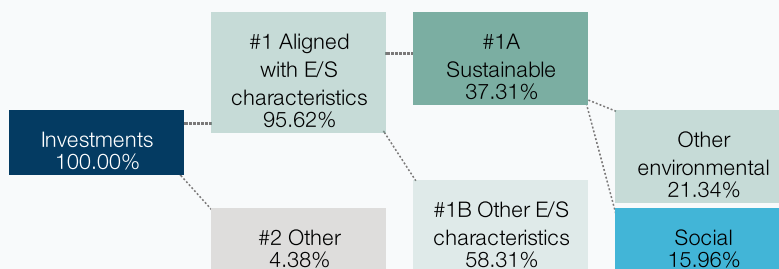 Investments
100.00%
#1 Aligned
with E/S
characteristics
95.62%
#2 Other
4.38%
#1A
Sustainable
37.31%
#1B Other E/S
characteristics
58.31%
Other
environmental
21.34%
Social
15.96%